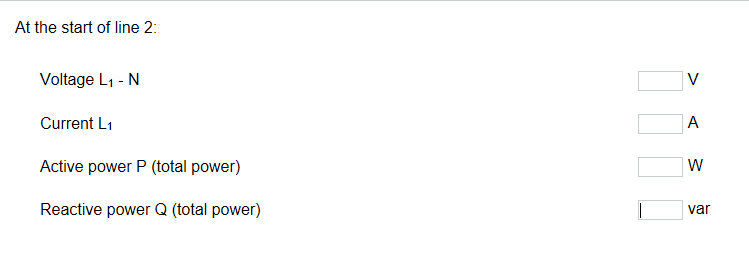 At the start of line 2:
Voltage L1 - N V
Current L1 A
Active power P (total power) W
Reactive power Q (total power) var